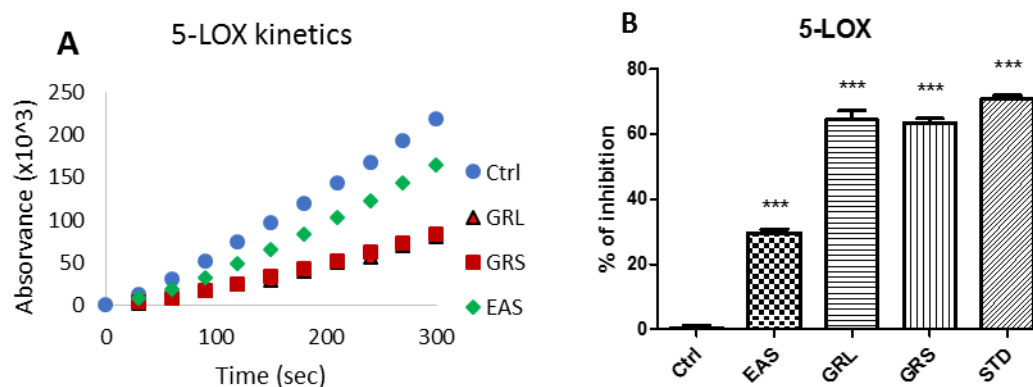 A
5-LOX kinetics
Absorvance (x10^3)
250
200
150
100
50
0
0
100
200
300
Time (sec)
Ctrl
GRL
GRS
EAS
B
5-LOX
% of inhibition
80
60
40
20
0
***
***
***
***
Ctrl
EAS
GRL
GRS
STD